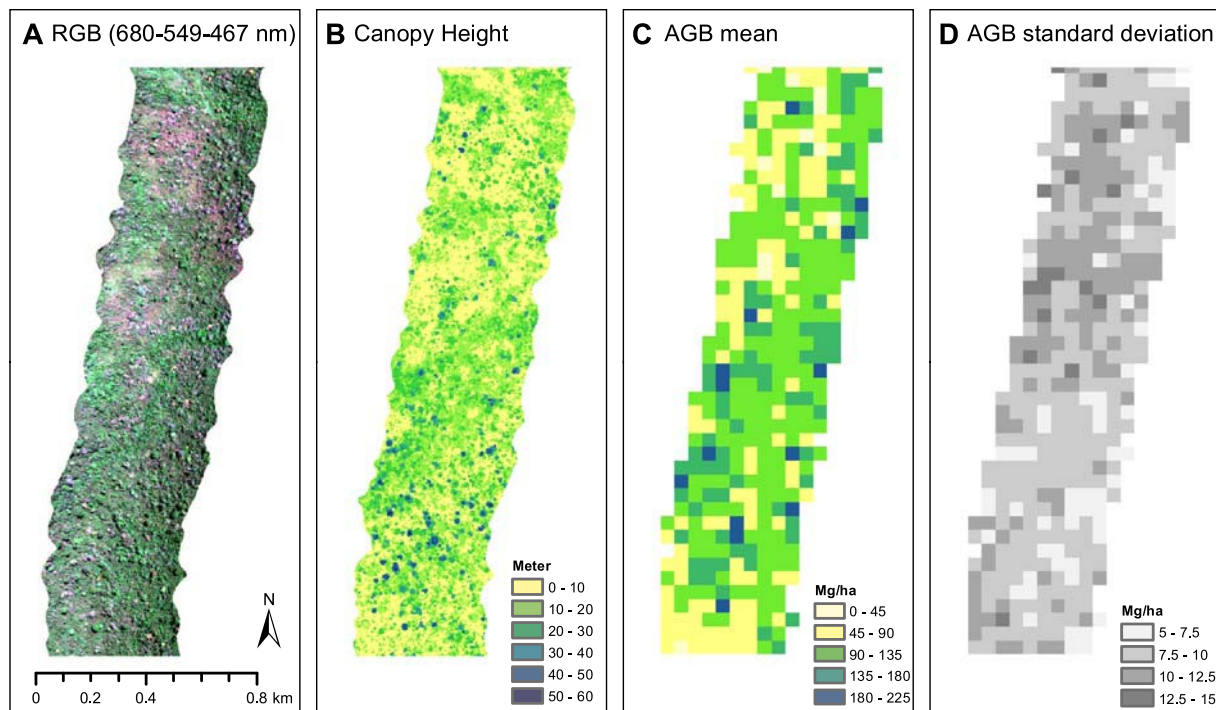 A RGB (680-549-467 nm)
B Canopy Height
C AGB mean
D AGB standard deviation
N
0 0.2 0.4 0.8 km
Meter
0 - 10
10 - 20
20 - 30
30 - 40
40 - 50
50 - 60
Mg/ha
0 - 45
45 - 90
90 - 135
135 - 180
180 - 225
Mg/ha
5 - 7.5
7.5 - 10
10 - 12.5
12.5 - 15